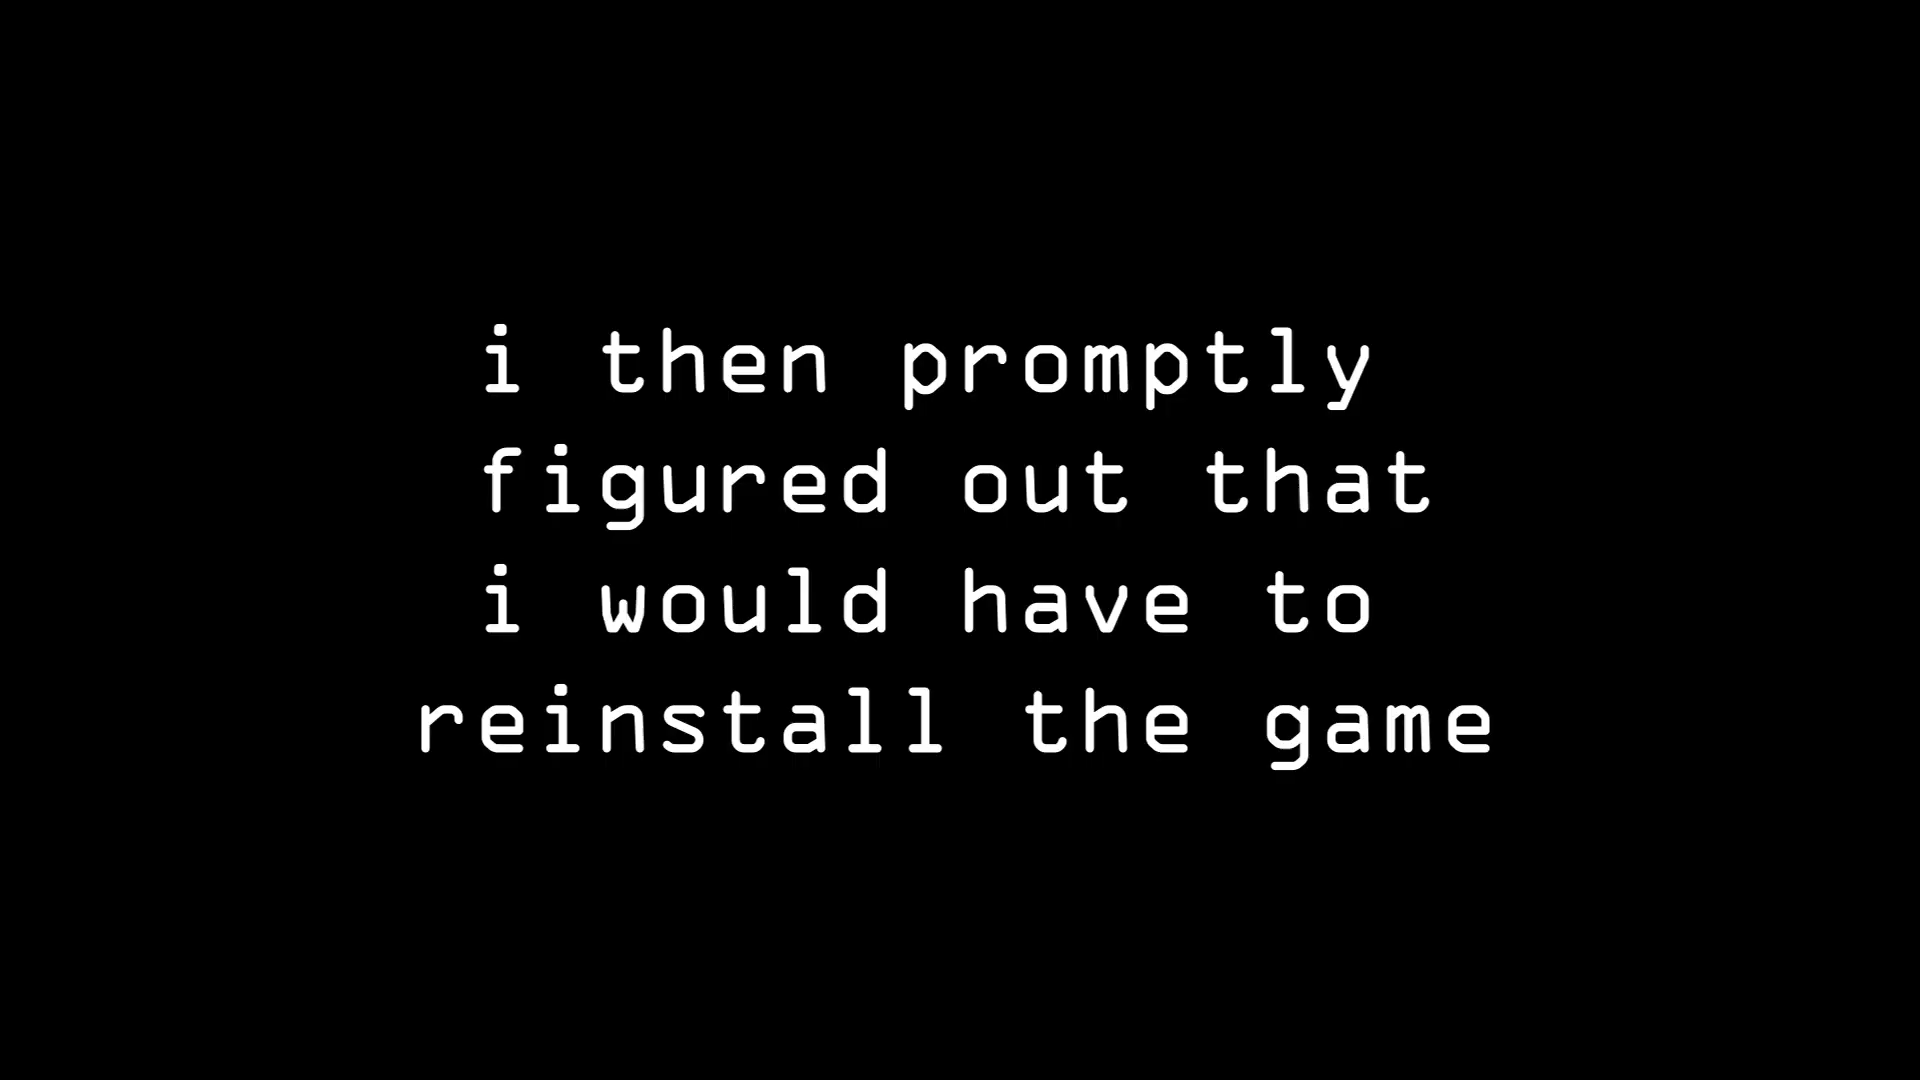 i then promptly
figured out that
i would have to
reinstall the game